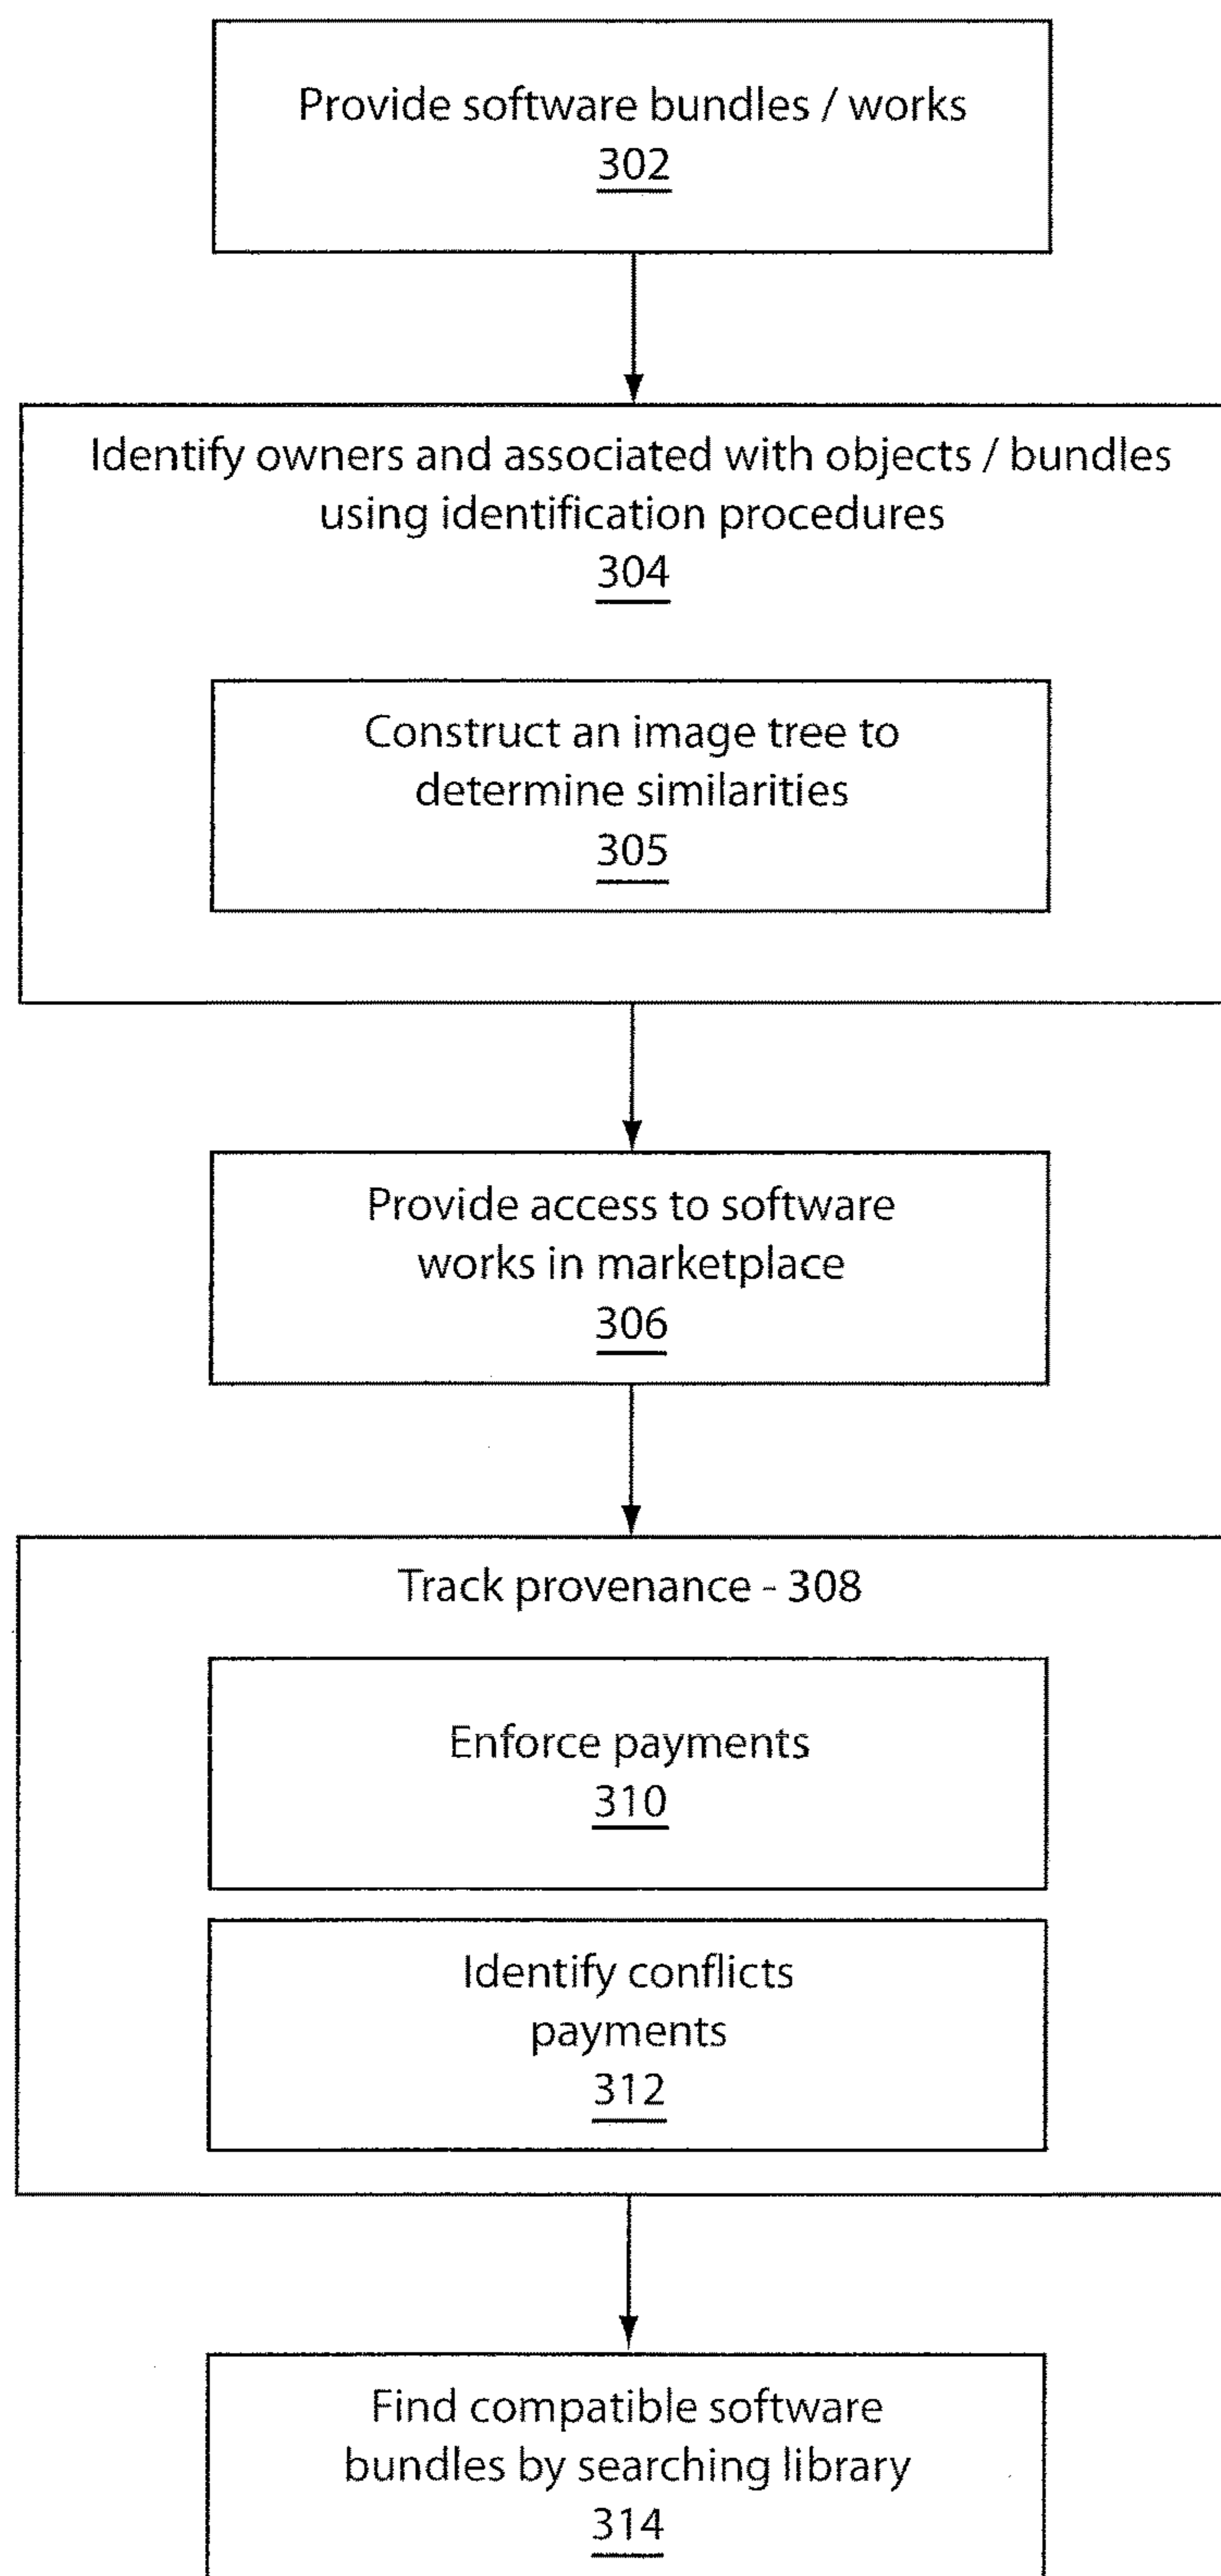 Provide software bundles / works
302
Identify owners and associated with objects / bundles
using identification procedures
304
Construct an image tree to
determine similarities
305
Provide access to software
works in marketplace
306
Track provenance - 308
Enforce payments
310
Identify conflicts
payments
312
Find compatible software
bundles by searching library
314